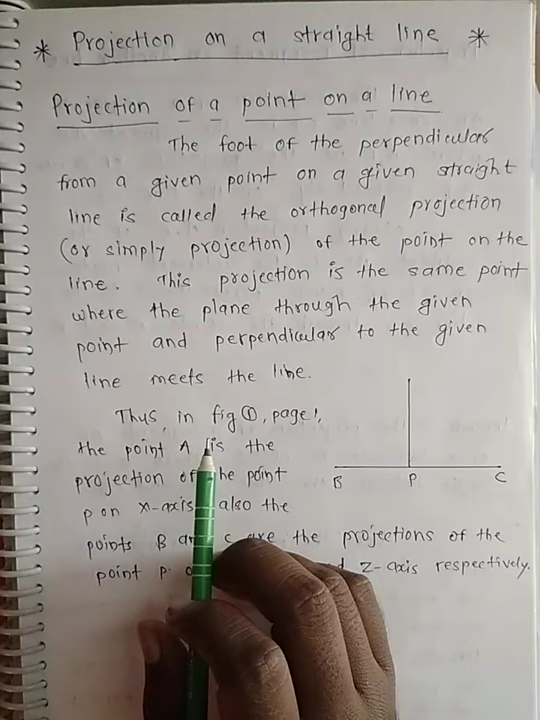 * Projection on a straight line *
Projection of a point on a line
The foot of the perpendicular
from a given point on a given straight
line is called the orthogonal projection
(or simply projection) of the point on the
line. This projection is the same point
where the plane through the given
point and perpendicular to the given
line meets the line.
Thus in fig ①, page 1,
the point A is the
projection of the point
p on x-axis also the
points B and C are the projections of the
point P z-axis respectively.
B P C